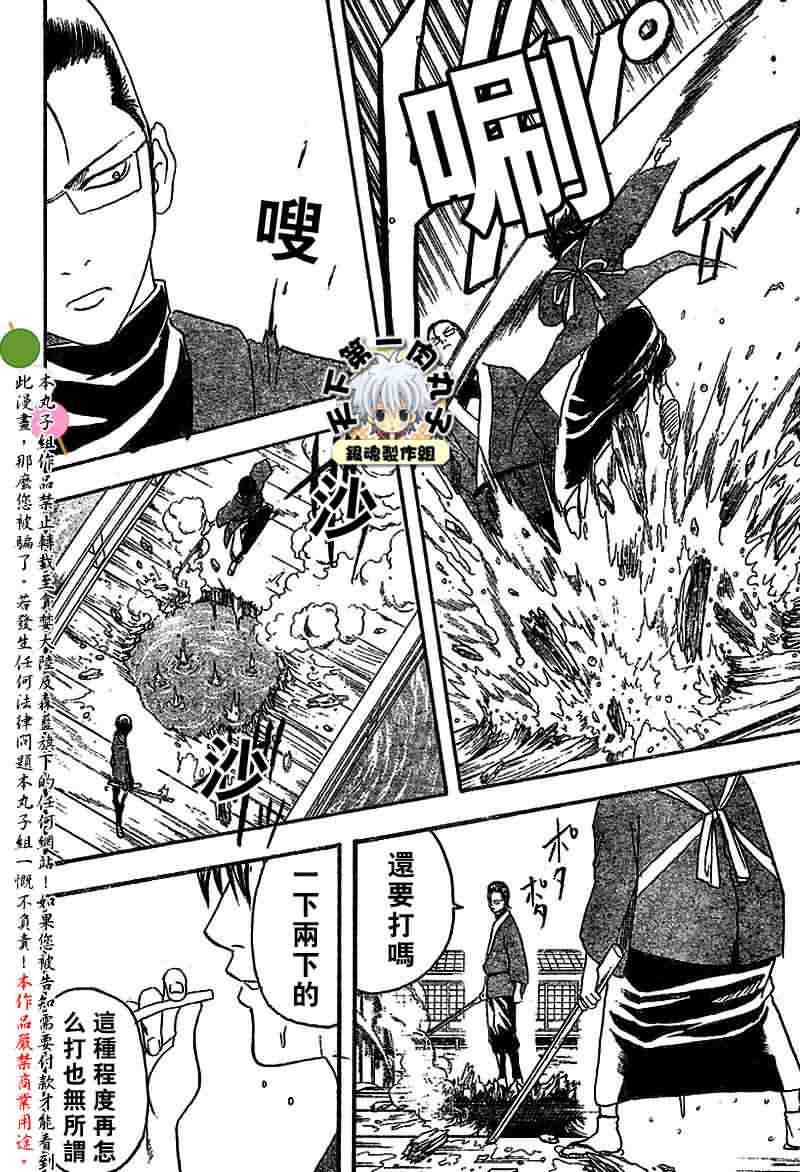 唰
嗖
沙
沙
ポタ
ポタ
還要打嗎
一下兩下的
這種程度再怎
么打也無所謂
天下第一肉丸子
銀魂製作組
本丸子組作品禁止轉載至貪婪大陸及森藍旗下的任何網站！如果您被告知需要付款才能看到
此漫畫，那麼您被騙了。若發生任何法律問題本丸子組一慨不負責！本作品嚴禁商業用途。